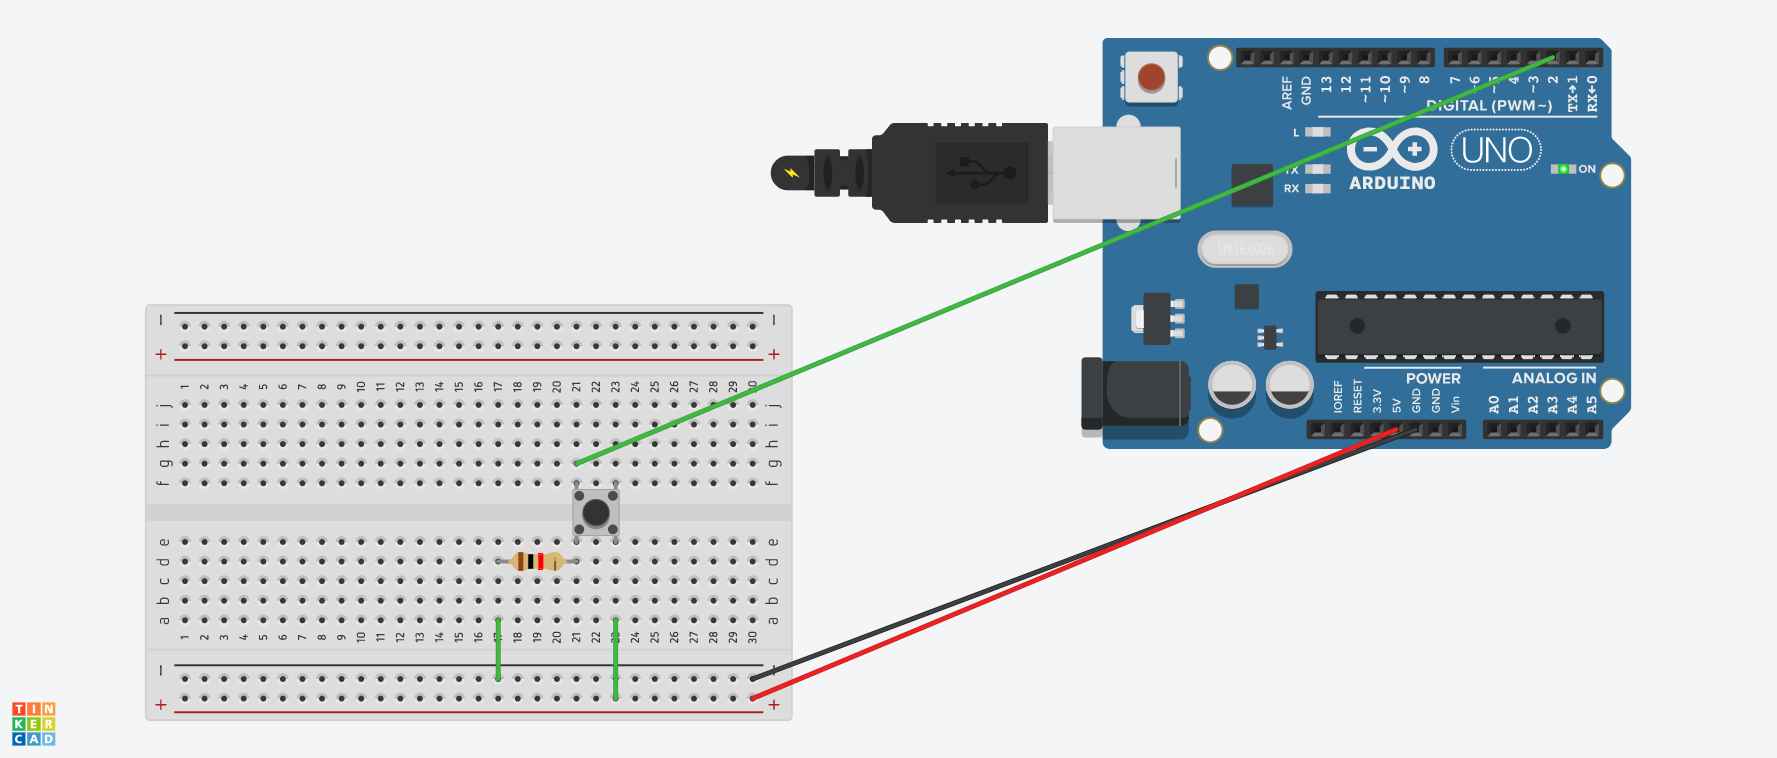 AREF GND 13 12 ~11 ~10 ~9 8 7 ~6 ~5 4 ~3 2 TX→1 RX←0
DIGITAL (PWM~)
L
TX
RX
UNO
ARDUINO
ON
SPK16.000G
POWER
ANALOG IN
IOREF RESET 3.3V 5V GND GND Vin A0 A1 A2 A3 A4 A5
− −
+ +
1 2 3 4 5 6 7 8 9 10 11 12 13 14 15 16 17 18 19 20 21 22 23 24 25 26 27 28 29 30
j j
i i
h h
g g
f f
e e
d d
c c
b b
a a
1 2 3 4 5 6 7 8 9 10 11 12 13 14 15 16 17 18 19 20 21 22 23 24 25 26 27 28 29 30
− −
+ +
TIN
KER
CAD